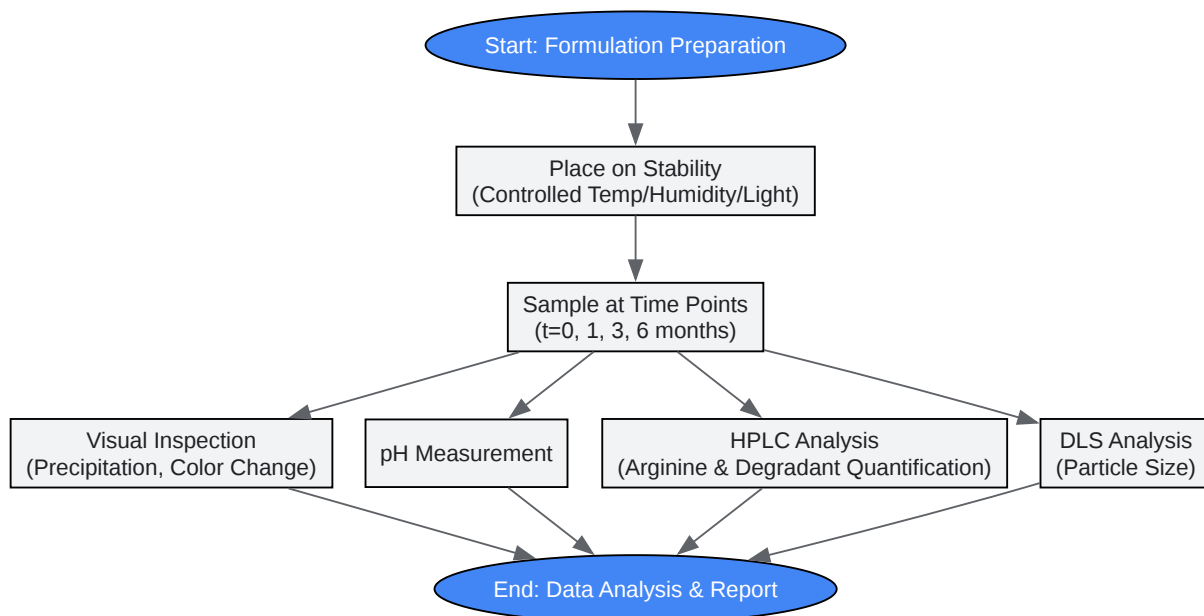 Start: Formulation Preparation
Place on Stability
(Controlled Temp/Humidity/Light)
Sample at Time Points
(t=0, 1, 3, 6 months)
Visual Inspection
(Precipitation, Color Change)
pH Measurement
HPLC Analysis
(Arginine & Degradant Quantification)
DLS Analysis
(Particle Size)
End: Data Analysis & Report